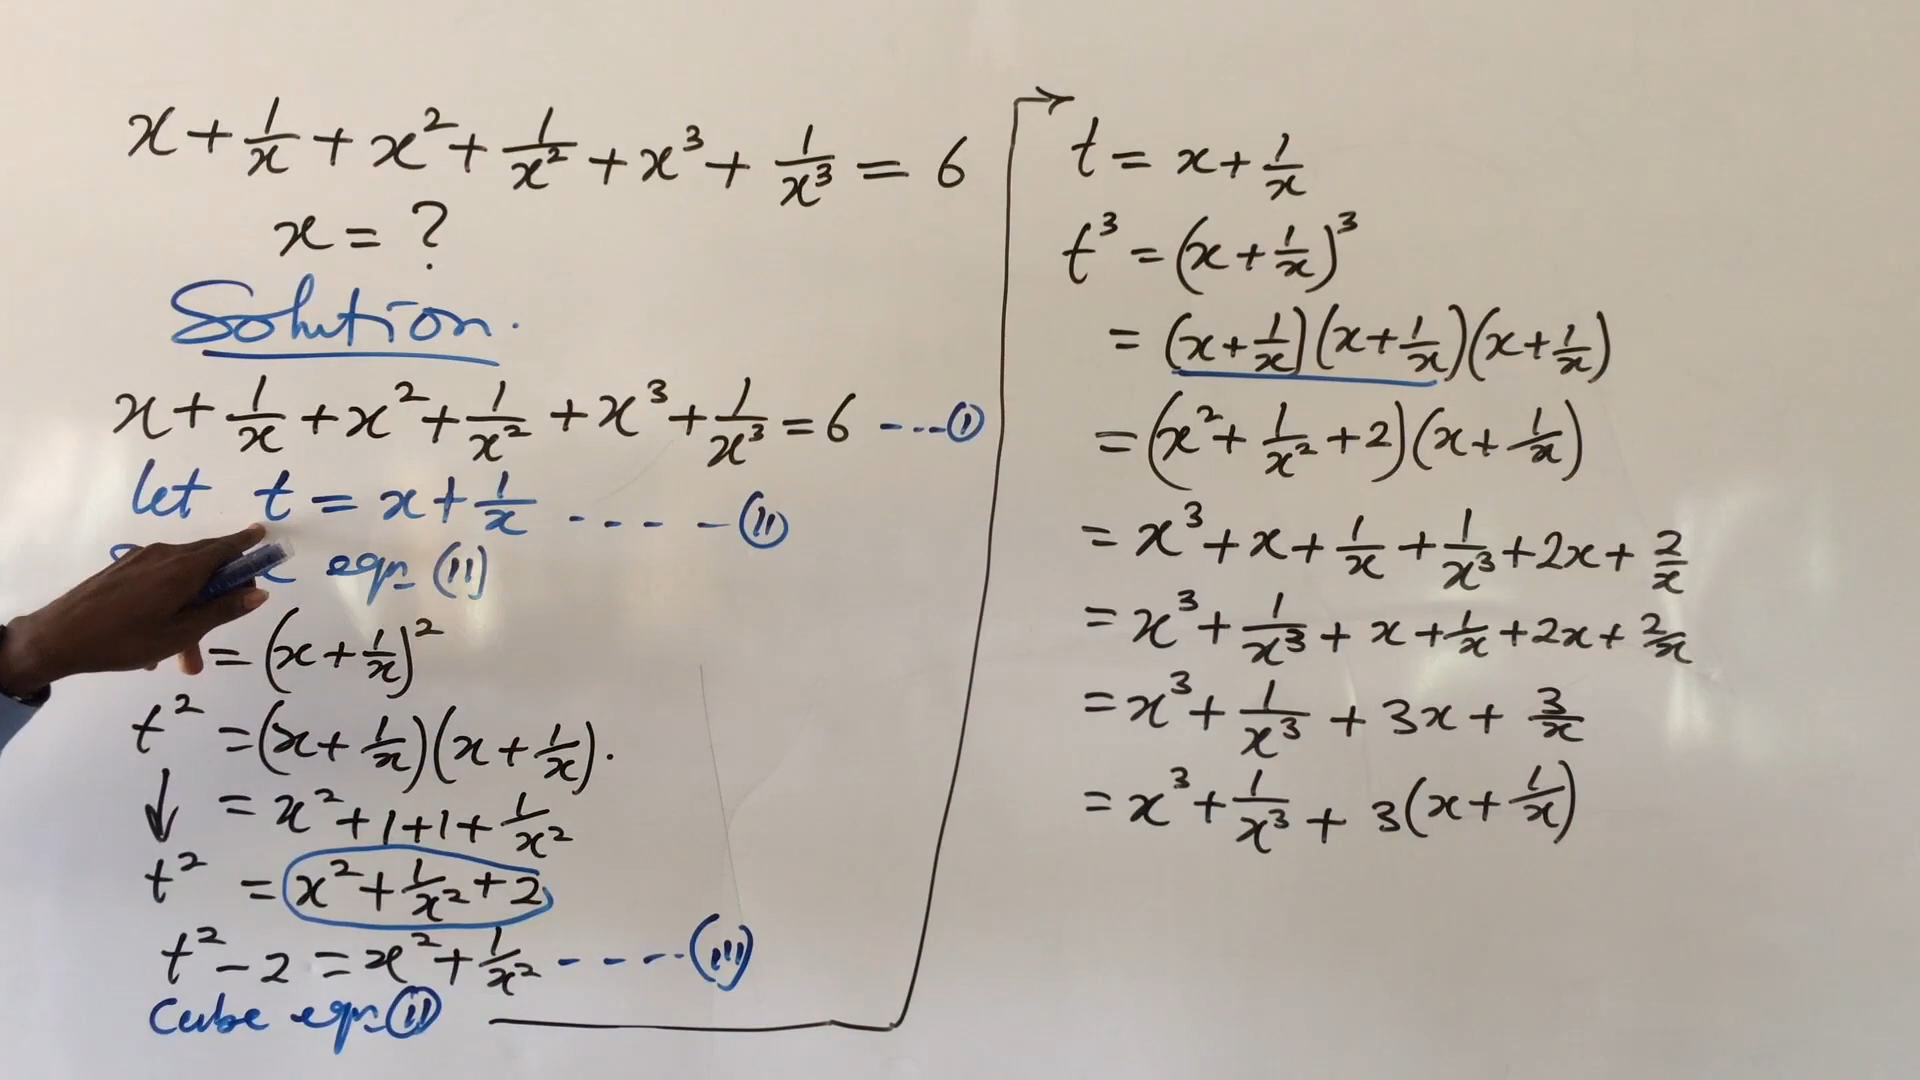 x + 1/x + x² + 1/x² + x³ + 1/x³ = 6
x = ?
Solution.
x + 1/x + x² + 1/x² + x³ + 1/x³ = 6 ---(i)
let t = x + 1/x ----- (ii)
eqn (ii)
= (x + 1/x)²
t² = (x + 1/x)(x + 1/x).
↓ = x² + 1 + 1 + 1/x²
t² = x² + 1/x² + 2
t² - 2 = x² + 1/x² ----- (iii)
Cube eqn (ii)
t = x + 1/x
t³ = (x + 1/x)³
= (x + 1/x)(x + 1/x)(x + 1/x)
= (x² + 1/x² + 2)(x + 1/x)
= x³ + x + 1/x + 1/x³ + 2x + 2/x
= x³ + 1/x³ + x + 1/x + 2x + 2/x
= x³ + 1/x³ + 3x + 3/x
= x³ + 1/x³ + 3(x + 1/x)